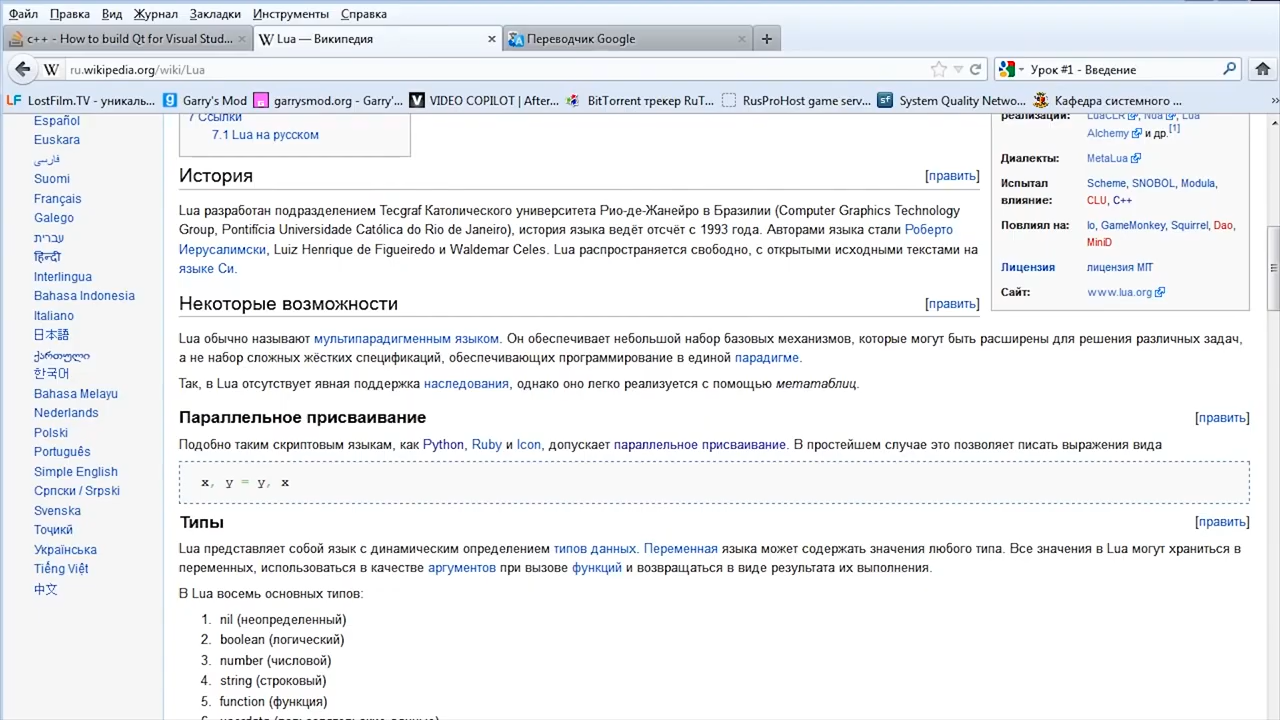 Файл Правка Вид Журнал Закладки Инструменты Справка
c++ - How to build Qt for Visual Stud... Lua — Википедия Переводчик Google
ru.wikipedia.org/wiki/Lua Урок #1 - Введение
LostFilm.TV - уникаль... Garry's Mod garrysmod.org - Garry'... VIDEO COPILOT | After... BitTorrent трекер RuT... RusProHost game serv... System Quality Netwo... Кафедра системного ...
Español
Euskara
فارسی
Suomi
Français
Galego
עברית
हिन्दी
Interlingua
Bahasa Indonesia
Italiano
日本語
ქართული
한국어
Bahasa Melayu
Nederlands
Polski
Português
Simple English
Српски / Srpski
Svenska
Тоҷикӣ
Українська
Tiếng Việt
中文
7 Ссылки
7.1 Lua на русском
История [править]
Lua разработан подразделением Tecgraf Католического университета Рио-де-Жанейро в Бразилии (Computer Graphics Technology
Group, Pontifícia Universidade Católica do Rio de Janeiro), история языка ведёт отсчёт с 1993 года. Авторами языка стали Роберто
Иерусалимски, Luiz Henrique de Figueiredo и Waldemar Celes. Lua распространяется свободно, с открытыми исходными текстами на
языке Си.
реализации: LuaCLR, Nua, Lua
Alchemy и др.[1]
Диалекты: MetaLua
Испытал Scheme, SNOBOL, Modula,
влияние: CLU, C++
Повлиял на: Io, GameMonkey, Squirrel, Dao,
MiniD
Лицензия лицензия MIT
Сайт: www.lua.org
Некоторые возможности [править]
Lua обычно называют мультипарадигменным языком. Он обеспечивает небольшой набор базовых механизмов, которые могут быть расширены для решения различных задач,
а не набор сложных жёстких спецификаций, обеспечивающих программирование в единой парадигме.
Так, в Lua отсутствует явная поддержка наследования, однако оно легко реализуется с помощью метатаблиц.
Параллельное присваивание [править]
Подобно таким скриптовым языкам, как Python, Ruby и Icon, допускает параллельное присваивание. В простейшем случае это позволяет писать выражения вида
x, y = y, x
Типы [править]
Lua представляет собой язык с динамическим определением типов данных. Переменная языка может содержать значения любого типа. Все значения в Lua могут храниться в
переменных, использоваться в качестве аргументов при вызове функций и возвращаться в виде результата их выполнения.
В Lua восемь основных типов:
1. nil (неопределенный)
2. boolean (логический)
3. number (числовой)
4. string (строковый)
5. function (функция)